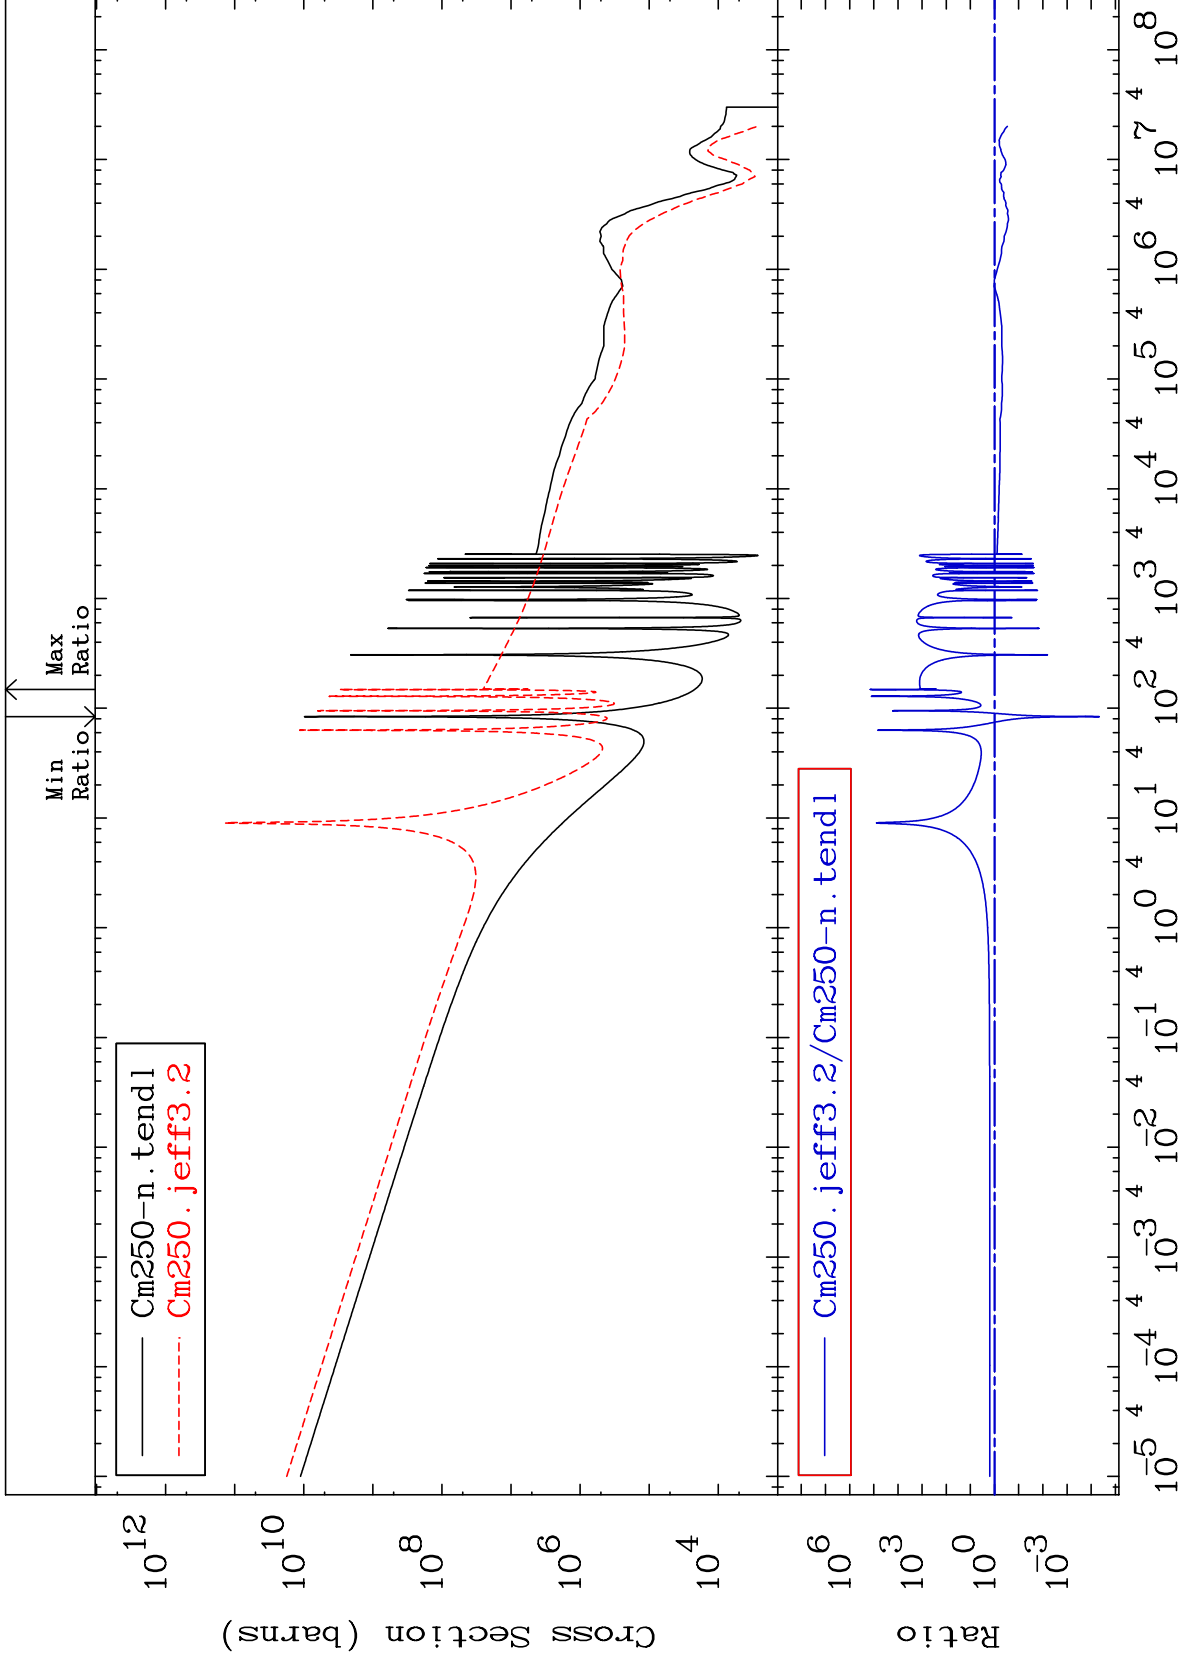 Min
Ratio
Max
Ratio
Cm250-n.tendl
Cm250.jeff3.2
Cross Section (barns)
10^12
10^10
10^8
10^6
10^4
Cm250.jeff3.2/Cm250-n.tendl
Ratio
10^6
10^3
10^0
10^-3
10^-5 4 10^-4 4 10^-3 4 10^-2 4 10^-1 4 10^0 4 10^1 4 10^2 4 10^3 4 10^4 4 10^5 4 10^6 4 10^7 4 10^8